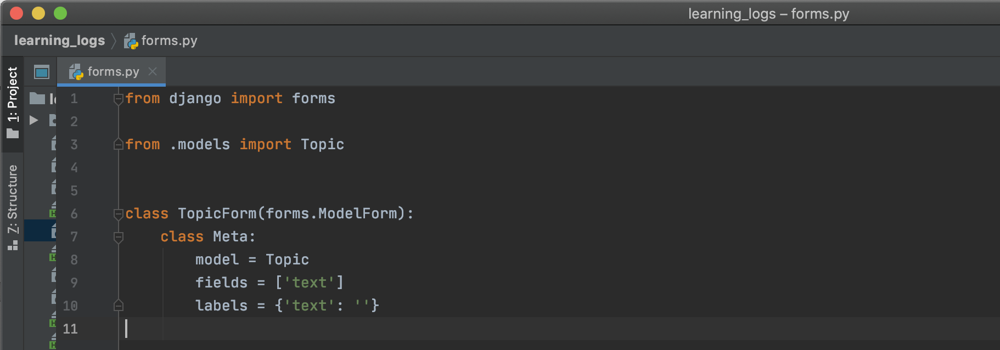 learning_logs – forms.py
learning_logs forms.py
1: Project
7: Structure
forms.py
1 from django import forms
2
3 from .models import Topic
4
5
6 class TopicForm(forms.ModelForm):
7     class Meta:
8         model = Topic
9         fields = ['text']
10         labels = {'text': ''}
11